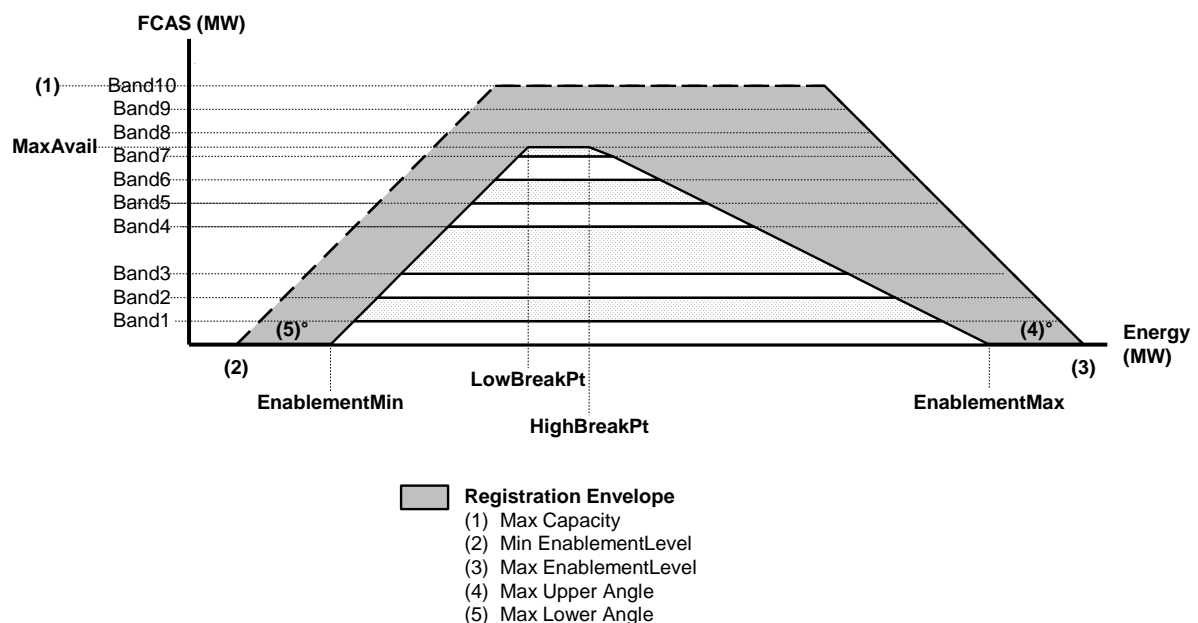 FCAS (MW)
(1) Band10
Band9
Band8
MaxAvail
Band7
Band6
Band5
Band4
Band3
Band2
Band1
(5)°
(4)°
Energy
(MW)
(2)
(3)
LowBreakPt
EnablementMin
EnablementMax
HighBreakPt
Registration Envelope
(1) Max Capacity
(2) Min EnablementLevel
(3) Max EnablementLevel
(4) Max Upper Angle
(5) Max Lower Angle